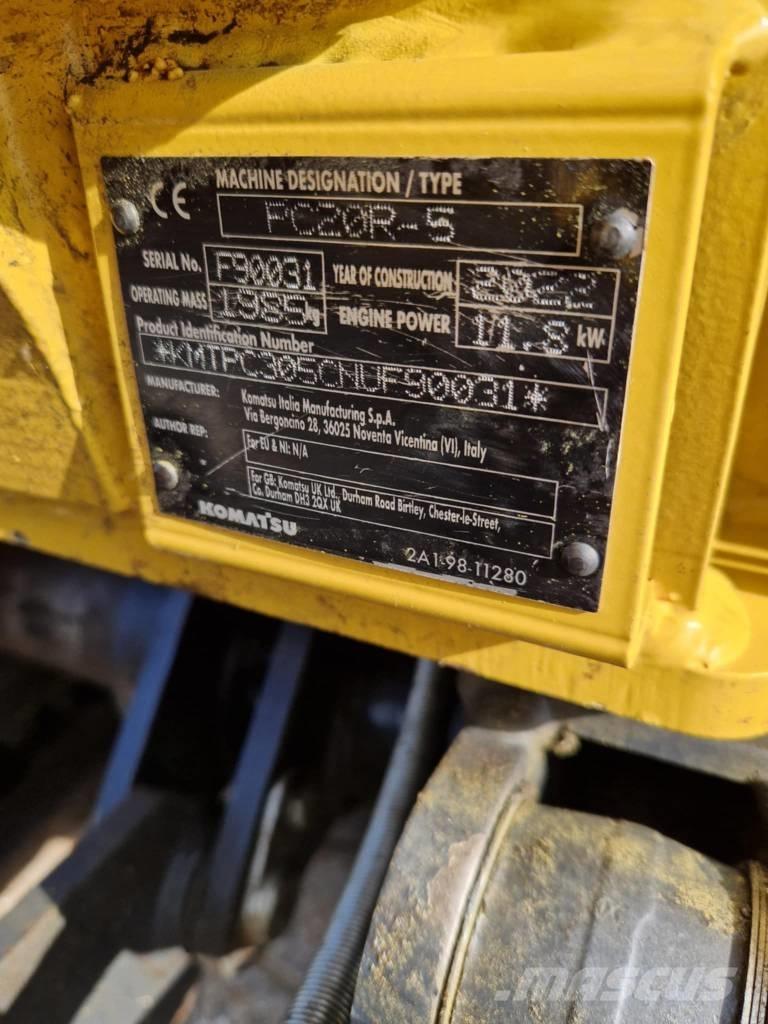 CE MACHINE DESIGNATION / TYPE
PC20R-5
SERIAL No. F90031 YEAR OF CONSTRUCTION 2022
OPERATING MASS 1985 kg ENGINE POWER 11.8 kW
Product Identification Number
*KMTPC305CNUF90031*
MANUFACTURER: Komatsu Italia Manufacturing S.p.A.
Via Bergoncino 28, 36025 Noventa Vicentina (VI), Italy
AUTHOR REP: For EU & NI: N/A
For GB: Komatsu UK Ltd., Durham Road Birtley, Chester-le-Street,
Co. Durham DH3 2QX UK
KOMATSU
2A1-98-11280
MASCUS